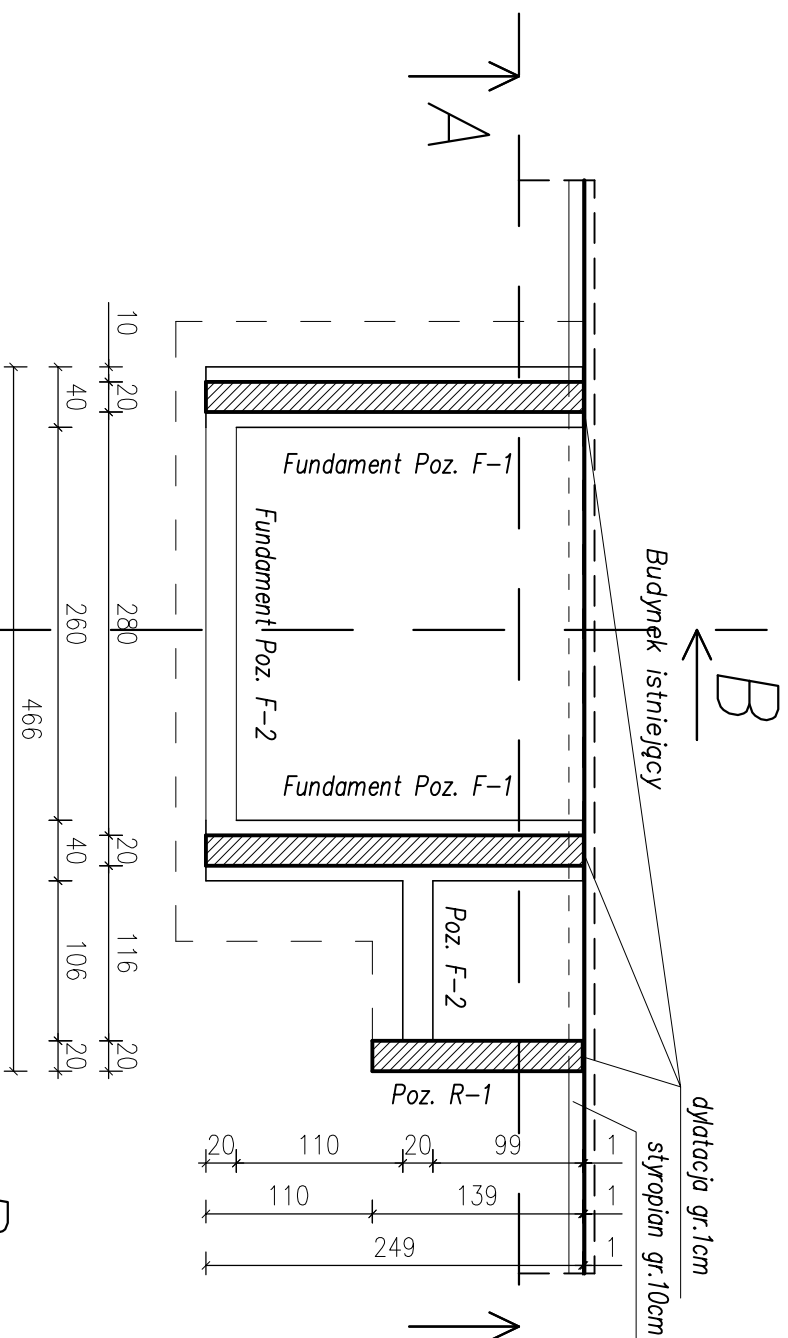 A
B
Budynek istniejący
dylatacja gr.1cm
styropian gr.10cm
Fundament Poz. F-1
Fundament Poz. F-2
Fundament Poz. F-1
Poz. F-2
Poz. R-1
10
20
280
20
116
20
40
260
40
106
20
466
20
110
20
99
1
110
139
1
249
1